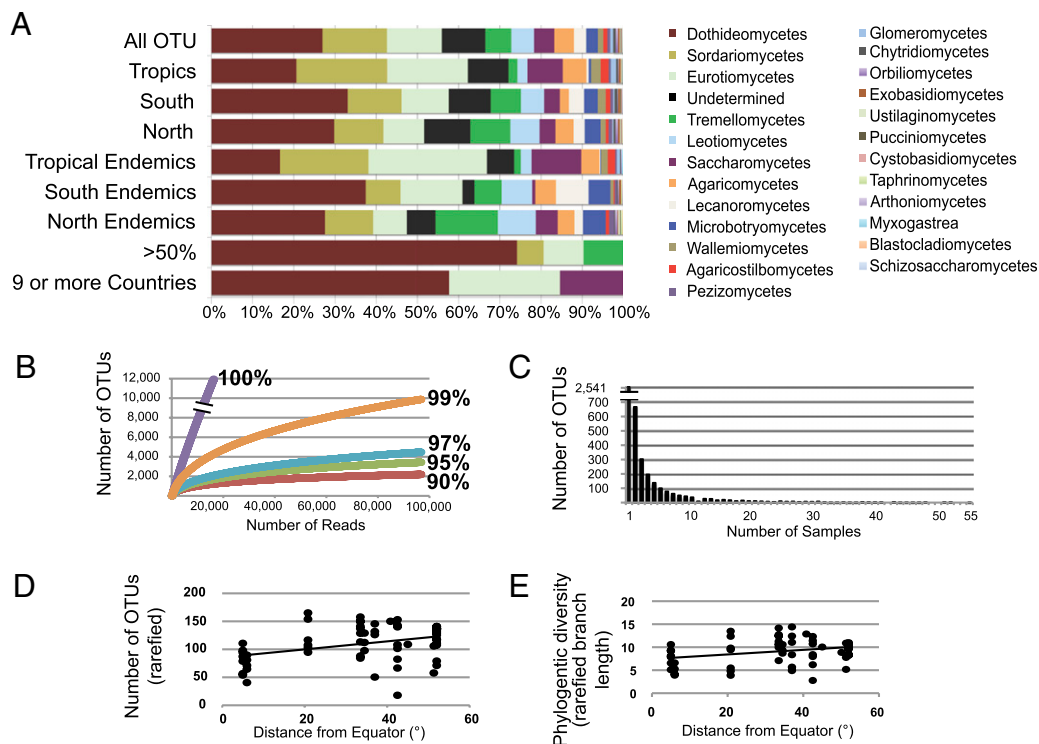 A
All OTU
Tropics
South
North
Tropical Endemics
South Endemics
North Endemics
>50%
9 or more Countries
0% 10% 20% 30% 40% 50% 60% 70% 80% 90% 100%
Dothideomycetes
Sordariomycetes
Eurotiomycetes
Undetermined
Tremellomycetes
Leotiomycetes
Saccharomycetes
Agaricomycetes
Lecanoromycetes
Microbotryomycetes
Wallemiomycetes
Agaricostilbomycetes
Pezizomycetes
Glomeromycetes
Chytridiomycetes
Orbiliomycetes
Exobasidiomycetes
Ustilaginomycetes
Pucciniomycetes
Cystobasidiomycetes
Taphrinomycetes
Arthoniomycetes
Myxogastrea
Blastocladiomycetes
Schizosaccharomycetes
B
Number of OTUs
12,000
10,000
8,000
6,000
4,000
2,000
100%
99%
97%
95%
90%
20,000 40,000 60,000 80,000 100,000
Number of Reads
C
Number of OTUs
2,541
700
600
500
400
300
200
100
1 10 20 30 40 50 55
Number of Samples
D
Number of OTUs
(rarefied)
200
150
100
50
0
0 20 40 60
Distance from Equator (°)
E
Phylogentic diversity
(rarefied branch
length)
20
15
10
5
0
0 20 40 60
Distance from Equator (°)